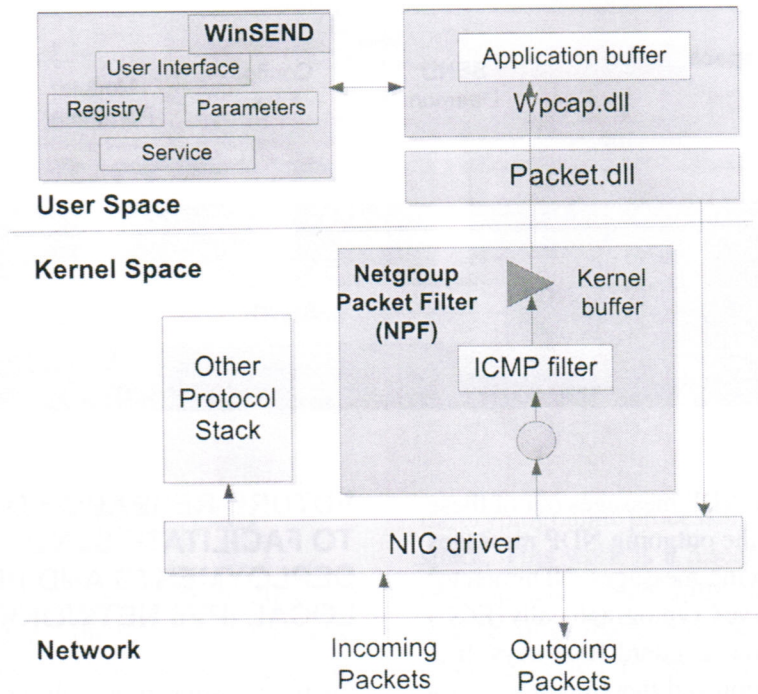 WinSEND
User Interface
Registry
Parameters
Service
Application buffer
Wpcap.dll
Packet.dll
User Space
Kernel Space
Netgroup
Packet Filter
(NPF)
Kernel
buffer
ICMP filter
Other
Protocol
Stack
NIC driver
Network
Incoming
Packets
Outgoing
Packets